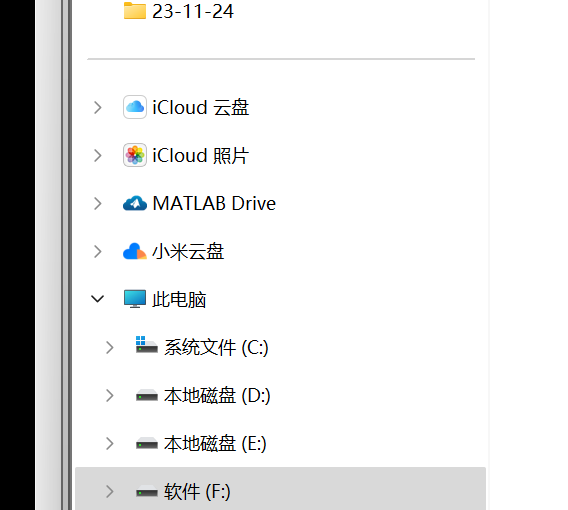 23-11-24
iCloud 云盘
iCloud 照片
MATLAB Drive
小米云盘
此电脑
系统文件 (C:)
本地磁盘 (D:)
本地磁盘 (E:)
软件 (F:)